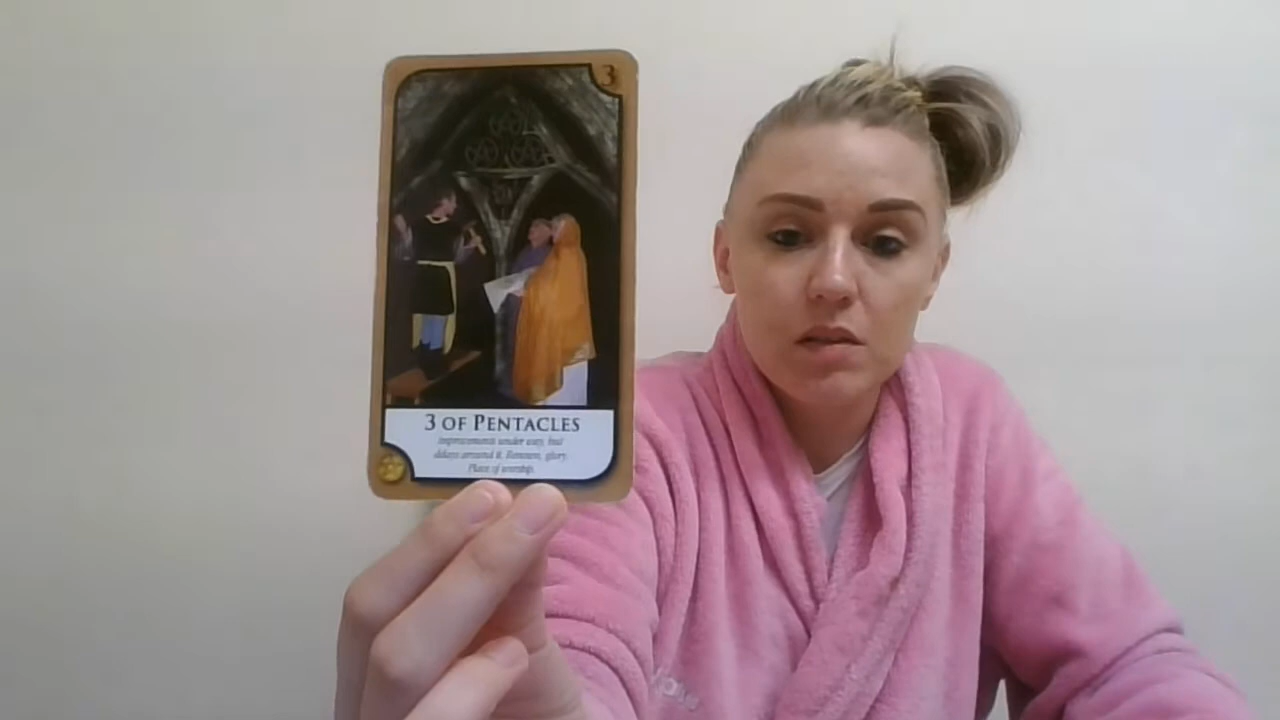 3
3 OF PENTACLES
improvements under way, but
delays around it. Renown, glory.
Place of worship.